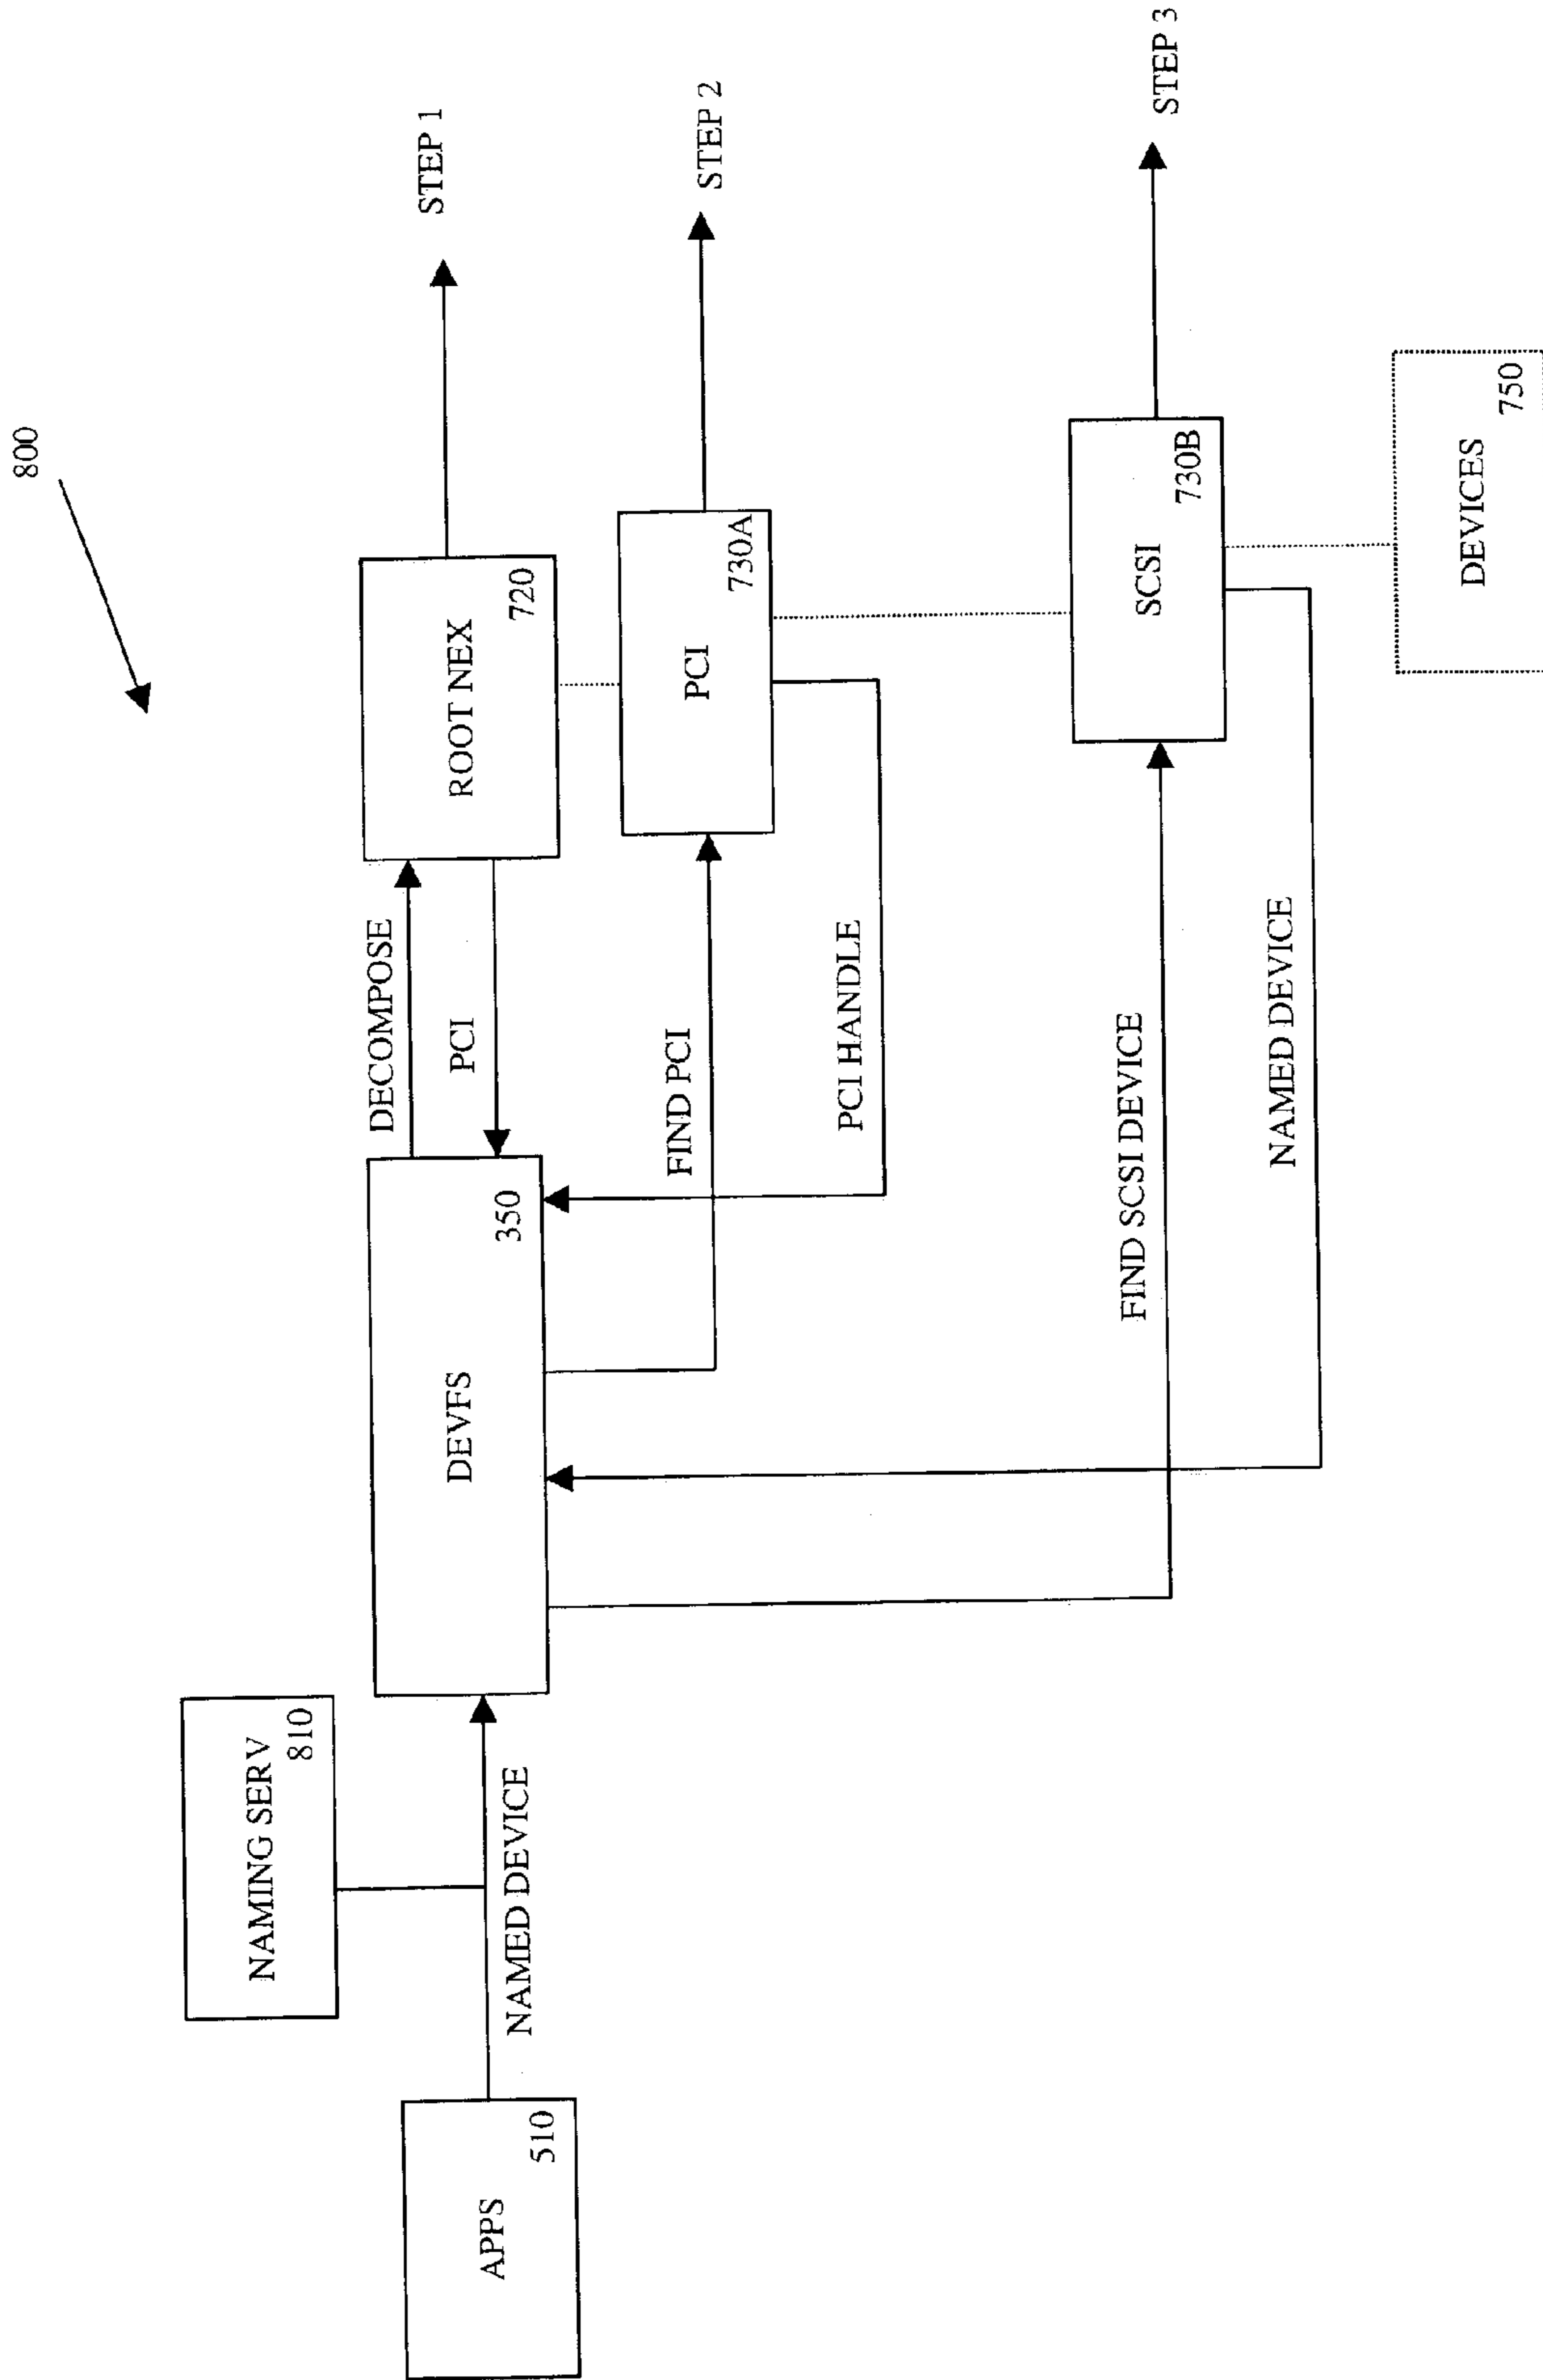 800
NAMING SERV
810
APPS
510
NAMED DEVICE
DEVFS
350
DECOMPOSE
PCI
ROOT NEX
720
STEP 1
FIND PCI
PCI HANDLE
PCI
730A
STEP 2
FIND SCSI DEVICE
NAMED DEVICE
SCSI
730B
STEP 3
DEVICES
750